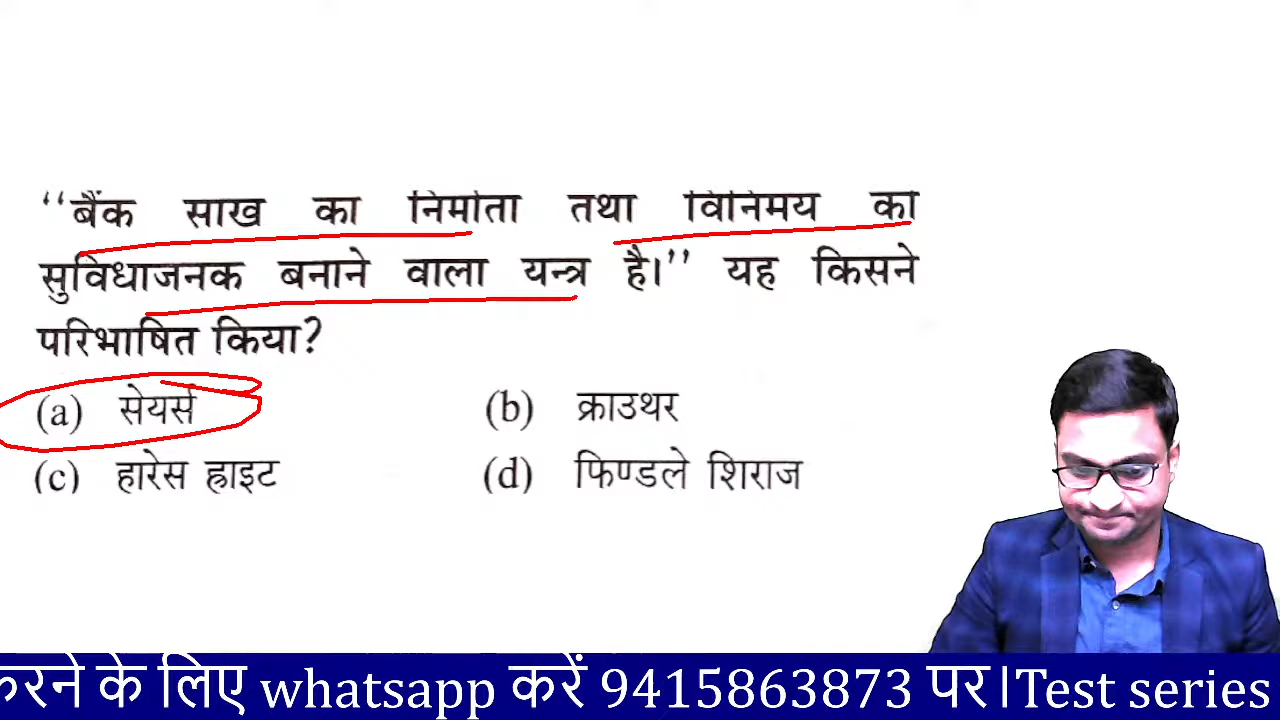 ‘‘बैंक साख का निर्माता तथा विनिमय का
सुविधाजनक बनाने वाला यन्त्र है।’’ यह किसने
परिभाषित किया?
(a) सेयर्स (b) क्राउथर
(c) हारेस ह्राइट (d) फिण्डले शिराज
करने के लिए whatsapp करें 9415863873 पर।Test series